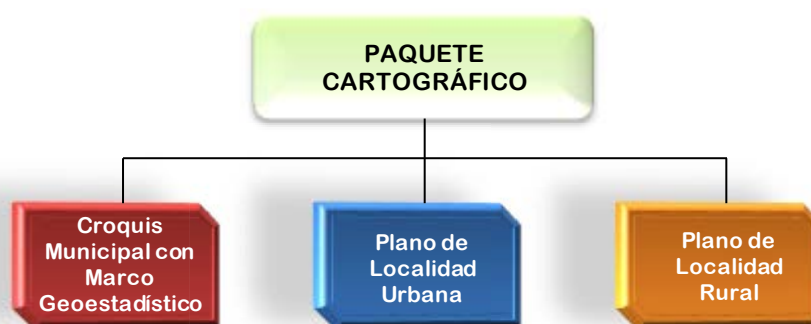 PAQUETE
CARTOGRÁFICO
Croquis
Municipal con
Marco
Geoestadístico
Plano de
Localidad
Urbana
Plano de
Localidad
Rural